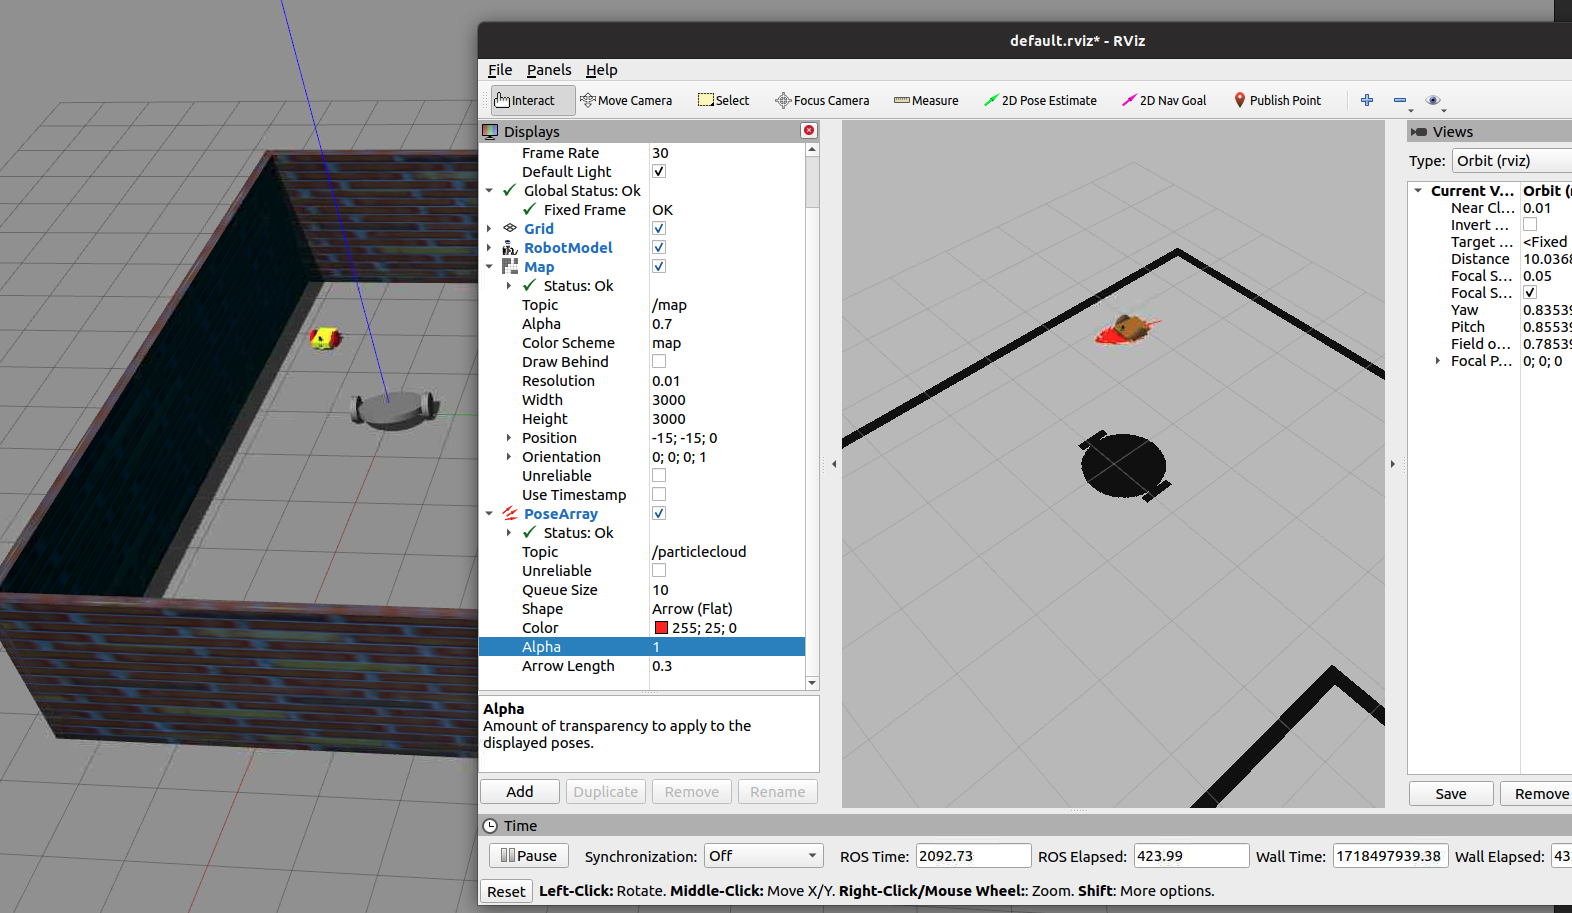 default.rviz* - RViz
File Panels Help
Interact Move Camera Select Focus Camera Measure 2D Pose Estimate 2D Nav Goal Publish Point
Displays
Frame Rate 30
Default Light
Global Status: Ok
Fixed Frame OK
Grid
RobotModel
Map
Status: Ok
Topic /map
Alpha 0.7
Color Scheme map
Draw Behind
Resolution 0.01
Width 3000
Height 3000
Position -15; -15; 0
Orientation 0; 0; 0; 1
Unreliable
Use Timestamp
PoseArray
Status: Ok
Topic /particlecloud
Unreliable
Queue Size 10
Shape Arrow (Flat)
Color 255; 25; 0
Alpha 1
Arrow Length 0.3
Alpha
Amount of transparency to apply to the
displayed poses.
Add Duplicate Remove Rename
Views
Type: Orbit (rviz)
Current V... Orbit (r
Near Cl... 0.01
Invert ...
Target ... <Fixed
Distance 10.0368
Focal S... 0.05
Focal S...
Yaw 0.83539
Pitch 0.85539
Field o... 0.78539
Focal P... 0; 0; 0
Save Remove
Time
Pause Synchronization: Off ROS Time: 2092.73 ROS Elapsed: 423.99 Wall Time: 1718497939.38 Wall Elapsed: 43
Reset Left-Click: Rotate. Middle-Click: Move X/Y. Right-Click/Mouse Wheel:: Zoom. Shift: More options.